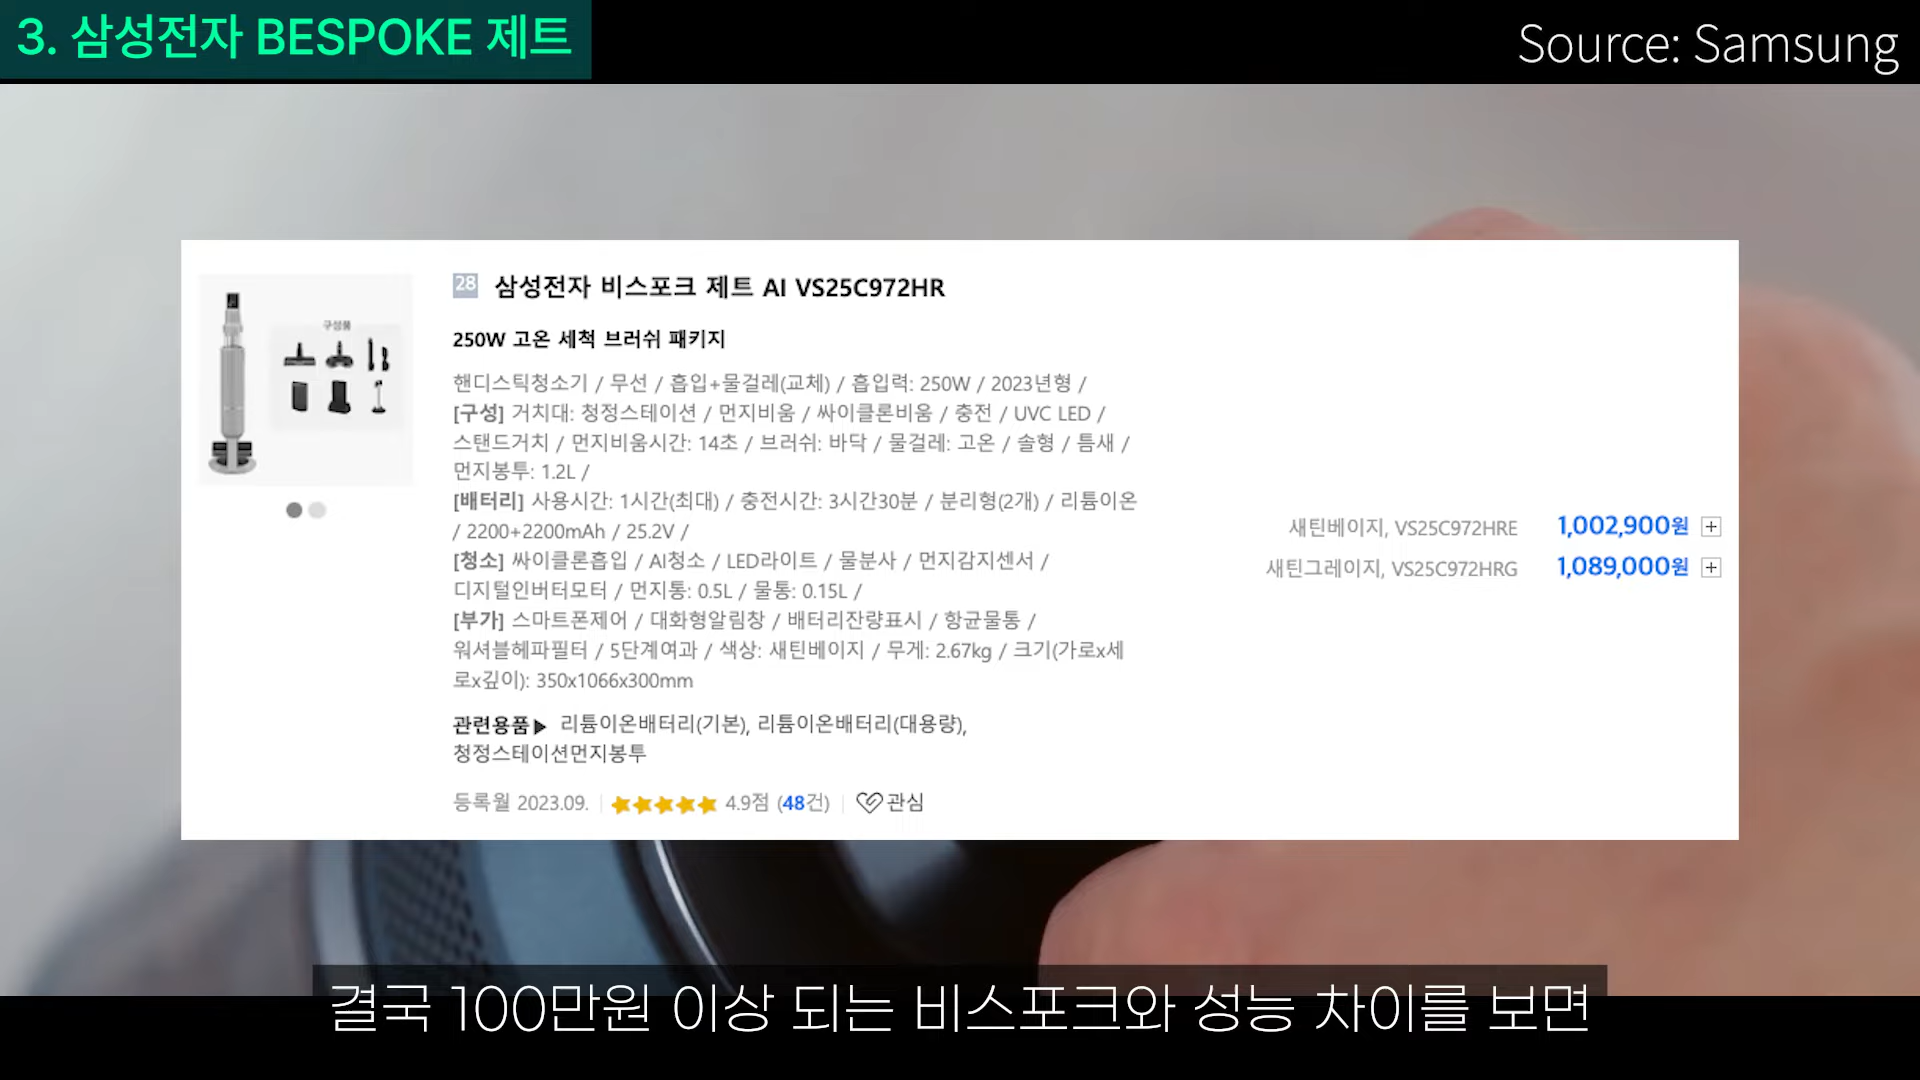 3. 삼성전자 BESPOKE 제트
Source: Samsung
28 삼성전자 비스포크 제트 AI VS25C972HR
250W 고온 세척 브러쉬 패키지
구성품
핸디스틱청소기 / 무선 / 흡입+물걸레(교체) / 흡입력: 250W / 2023년형 /
[구성] 거치대: 청정스테이션 / 먼지비움 / 싸이클론비움 / 충전 / UVC LED /
스탠드거치 / 먼지비움시간: 14초 / 브러쉬: 바닥 / 물걸레: 고온 / 솔형 / 틈새 /
먼지봉투: 1.2L /
[배터리] 사용시간: 1시간(최대) / 충전시간: 3시간30분 / 분리형(2개) / 리튬이온
/ 2200+2200mAh / 25.2V /
[청소] 싸이클론흡입 / AI청소 / LED라이트 / 물분사 / 먼지감지센서 /
디지털인버터모터 / 먼지통: 0.5L / 물통: 0.15L /
[부가] 스마트폰제어 / 대화형알림창 / 배터리잔량표시 / 항균물통 /
워셔블헤파필터 / 5단계여과 / 색상: 새틴베이지 / 무게: 2.67kg / 크기(가로x세
로x깊이): 350x1066x300mm
관련용품▶ 리튬이온배터리(기본), 리튬이온배터리(대용량),
청정스테이션먼지봉투
등록월 2023.09. ★★★★★ 4.9점 (48건) 관심
새틴베이지, VS25C972HRE 1,002,900원
새틴그레이지, VS25C972HRG 1,089,000원
결국 100만원 이상 되는 비스포크와 성능 차이를 보면